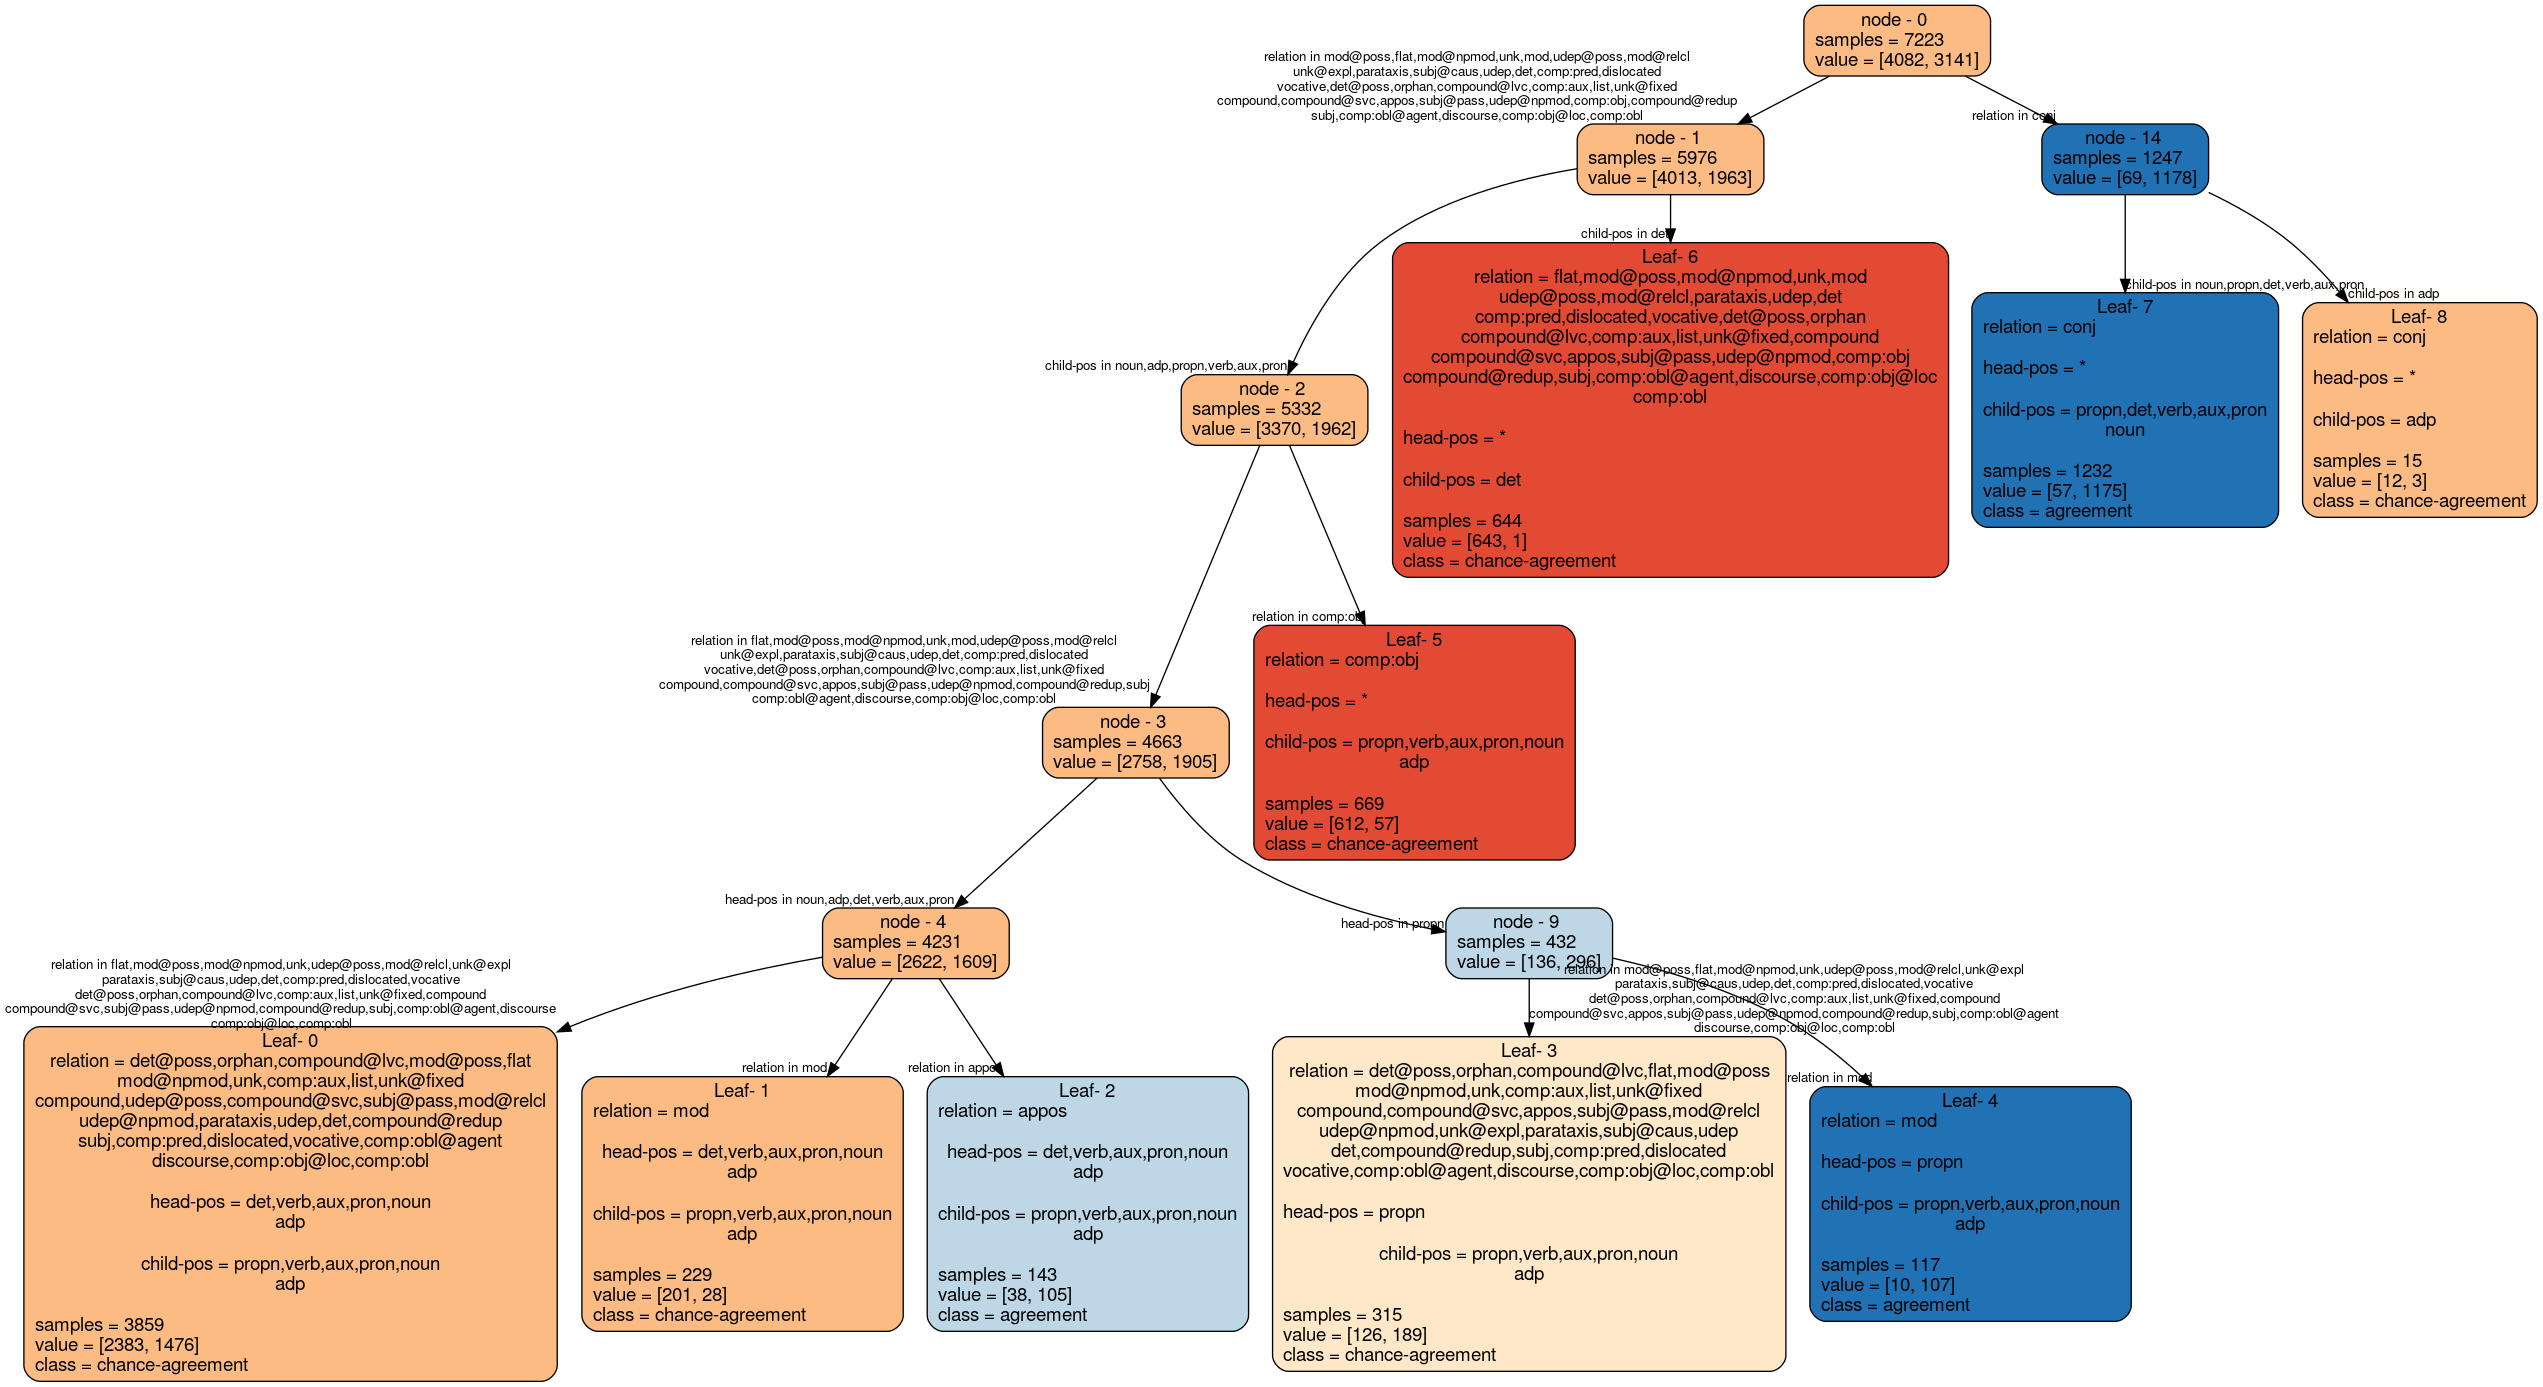 node - 0
samples = 7223
value = [4082, 3141]
relation in mod@poss,flat,mod@npmod,unk,mod,udep@poss,mod@relcl
unk@expl,parataxis,subj@caus,udep,det,comp:pred,dislocated
vocative,det@poss,orphan,compound@lvc,comp:aux,list,unk@fixed
compound,compound@svc,appos,subj@pass,udep@npmod,comp:obj,compound@redup
subj,comp:obl@agent,discourse,comp:obj@loc,comp:obl
relation in conj
node - 1
samples = 5976
value = [4013, 1963]
node - 14
samples = 1247
value = [69, 1178]
child-pos in noun,adp,propn,verb,aux,pron
child-pos in det
child-pos in noun,propn,det,verb,aux,pron
child-pos in adp
node - 2
samples = 5332
value = [3370, 1962]
Leaf- 6
relation = flat,mod@poss,mod@npmod,unk,mod
udep@poss,mod@relcl,parataxis,udep,det
comp:pred,dislocated,vocative,det@poss,orphan
compound@lvc,comp:aux,list,unk@fixed,compound
compound@svc,appos,subj@pass,udep@npmod,comp:obj
compound@redup,subj,comp:obl@agent,discourse,comp:obj@loc
comp:obl
head-pos = *
child-pos = det
samples = 644
value = [643, 1]
class = chance-agreement
Leaf- 7
relation = conj
head-pos = *
child-pos = propn,det,verb,aux,pron
noun
samples = 1232
value = [57, 1175]
class = agreement
Leaf- 8
relation = conj
head-pos = *
child-pos = adp
samples = 15
value = [12, 3]
class = chance-agreement
relation in flat,mod@poss,mod@npmod,unk,mod,udep@poss,mod@relcl
unk@expl,parataxis,subj@caus,udep,det,comp:pred,dislocated
vocative,det@poss,orphan,compound@lvc,comp:aux,list,unk@fixed
compound,compound@svc,appos,subj@pass,udep@npmod,compound@redup,subj
comp:obl@agent,discourse,comp:obj@loc,comp:obl
relation in comp:obj
node - 3
samples = 4663
value = [2758, 1905]
Leaf- 5
relation = comp:obj
head-pos = *
child-pos = propn,verb,aux,pron,noun
adp
samples = 669
value = [612, 57]
class = chance-agreement
head-pos in noun,adp,det,verb,aux,pron
head-pos in propn
node - 4
samples = 4231
value = [2622, 1609]
node - 9
samples = 432
value = [136, 296]
relation in flat,mod@poss,mod@npmod,unk,udep@poss,mod@relcl,unk@expl
parataxis,subj@caus,udep,det,comp:pred,dislocated,vocative
det@poss,orphan,compound@lvc,comp:aux,list,unk@fixed,compound
compound@svc,subj@pass,udep@npmod,compound@redup,subj,comp:obl@agent,discourse
comp:obj@loc,comp:obl
relation in mod
relation in appos
relation in mod@poss,flat,mod@npmod,unk,udep@poss,mod@relcl,unk@expl
parataxis,subj@caus,udep,det,comp:pred,dislocated,vocative
det@poss,orphan,compound@lvc,comp:aux,list,unk@fixed,compound
compound@svc,appos,subj@pass,udep@npmod,compound@redup,subj,comp:obl@agent
discourse,comp:obj@loc,comp:obl
relation in mod
Leaf- 0
relation = det@poss,orphan,compound@lvc,mod@poss,flat
mod@npmod,unk,comp:aux,list,unk@fixed
compound,udep@poss,compound@svc,subj@pass,mod@relcl
udep@npmod,parataxis,udep,det,compound@redup
subj,comp:pred,dislocated,vocative,comp:obl@agent
discourse,comp:obj@loc,comp:obl
head-pos = det,verb,aux,pron,noun
adp
child-pos = propn,verb,aux,pron,noun
adp
samples = 3859
value = [2383, 1476]
class = chance-agreement
Leaf- 1
relation = mod
head-pos = det,verb,aux,pron,noun
adp
child-pos = propn,verb,aux,pron,noun
adp
samples = 229
value = [201, 28]
class = chance-agreement
Leaf- 2
relation = appos
head-pos = det,verb,aux,pron,noun
adp
child-pos = propn,verb,aux,pron,noun
adp
samples = 143
value = [38, 105]
class = agreement
Leaf- 3
relation = det@poss,orphan,compound@lvc,flat,mod@poss
mod@npmod,unk,comp:aux,list,unk@fixed
compound,compound@svc,appos,subj@pass,mod@relcl
udep@npmod,unk@expl,parataxis,subj@caus,udep
det,compound@redup,subj,comp:pred,dislocated
vocative,comp:obl@agent,discourse,comp:obj@loc,comp:obl
head-pos = propn
child-pos = propn,verb,aux,pron,noun
adp
samples = 315
value = [126, 189]
class = chance-agreement
Leaf- 4
relation = mod
head-pos = propn
child-pos = propn,verb,aux,pron,noun
adp
samples = 117
value = [10, 107]
class = agreement